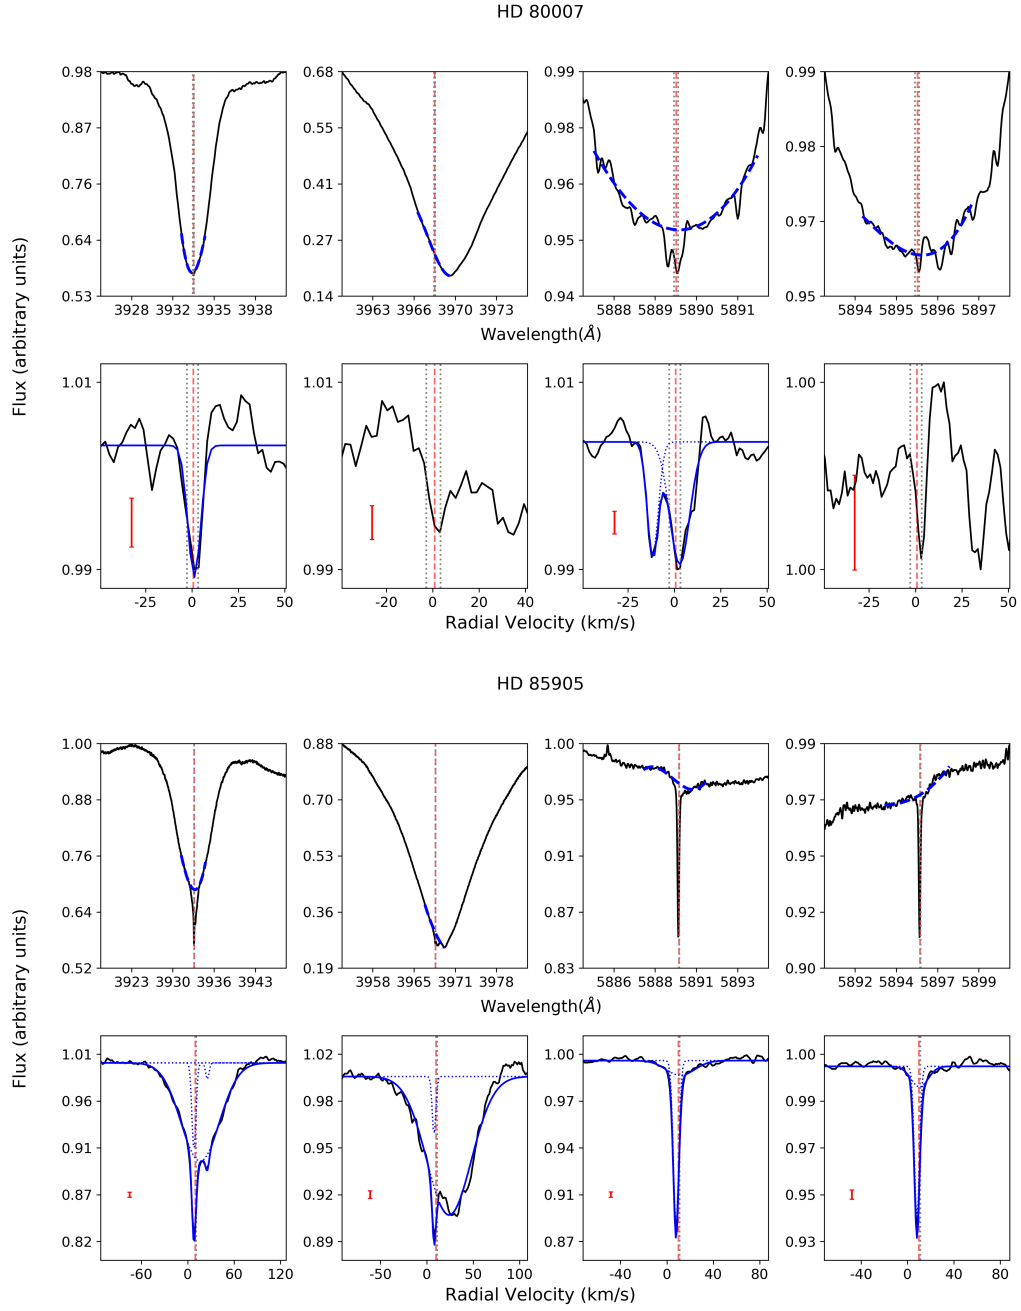 HD 80007
0.98
0.87
0.76
0.64
0.53
3928 3932 3935 3938
0.68
0.55
0.41
0.27
0.14
3963 3966 3970 3973
0.99
0.98
0.96
0.95
0.94
5888 5889 5890 5891
0.99
0.98
0.97
0.95
5894 5895 5896 5897
Wavelength(Å)
Flux (arbitrary units)
1.01
0.99
-25 0 25 50
1.01
0.99
-20 0 20 40
1.01
0.99
-25 0 25 50
1.00
1.00
-25 0 25 50
Radial Velocity (km/s)
HD 85905
1.00
0.88
0.76
0.64
0.52
3923 3930 3936 3943
0.88
0.70
0.53
0.36
0.19
3958 3965 3971 3978
1.00
0.95
0.91
0.87
0.83
5886 5888 5891 5893
0.99
0.97
0.95
0.92
0.90
5892 5894 5897 5899
Wavelength(Å)
Flux (arbitrary units)
1.01
0.96
0.91
0.87
0.82
-60 0 60 120
1.02
0.98
0.95
0.92
0.89
-50 0 50 100
1.00
0.97
0.94
0.91
0.87
-40 0 40 80
1.00
0.99
0.97
0.95
0.93
-40 0 40 80
Radial Velocity (km/s)